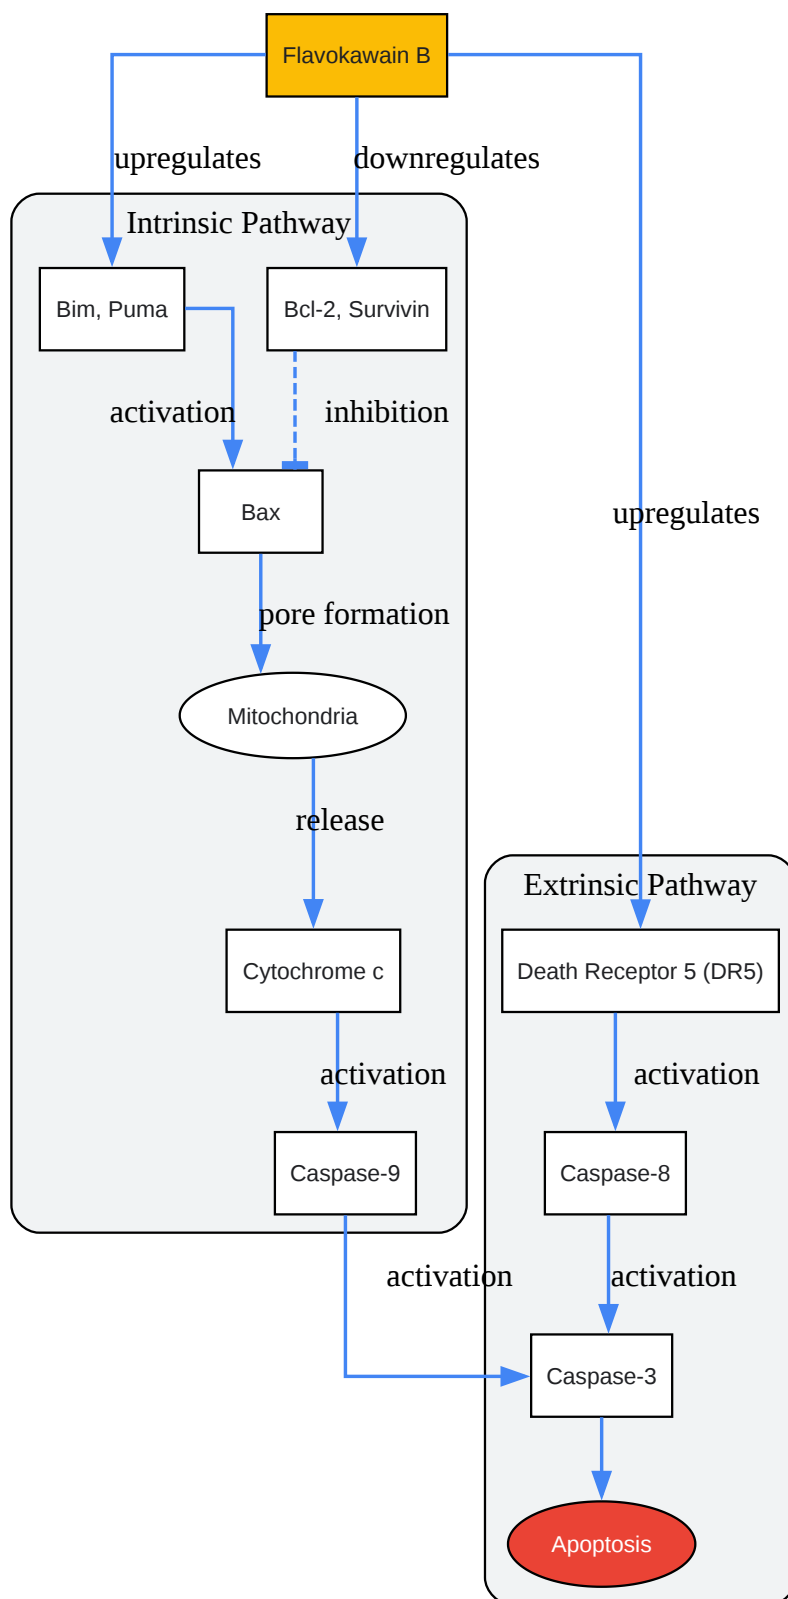 Flavokawain B
upregulates
downregulates
Intrinsic Pathway
Bim, Puma
Bcl-2, Survivin
activation
inhibition
Bax
upregulates
pore formation
Mitochondria
release
Extrinsic Pathway
Cytochrome c
Death Receptor 5 (DR5)
activation
activation
Caspase-9
Caspase-8
activation
activation
Caspase-3
Apoptosis